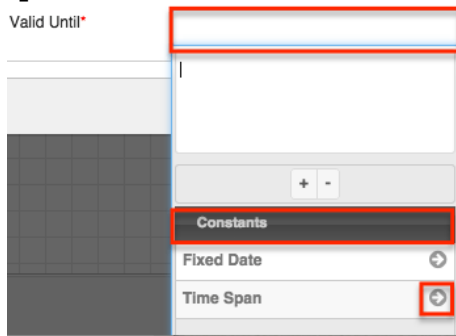 Valid Until*
+ -
Constants
Fixed Date
Time Span